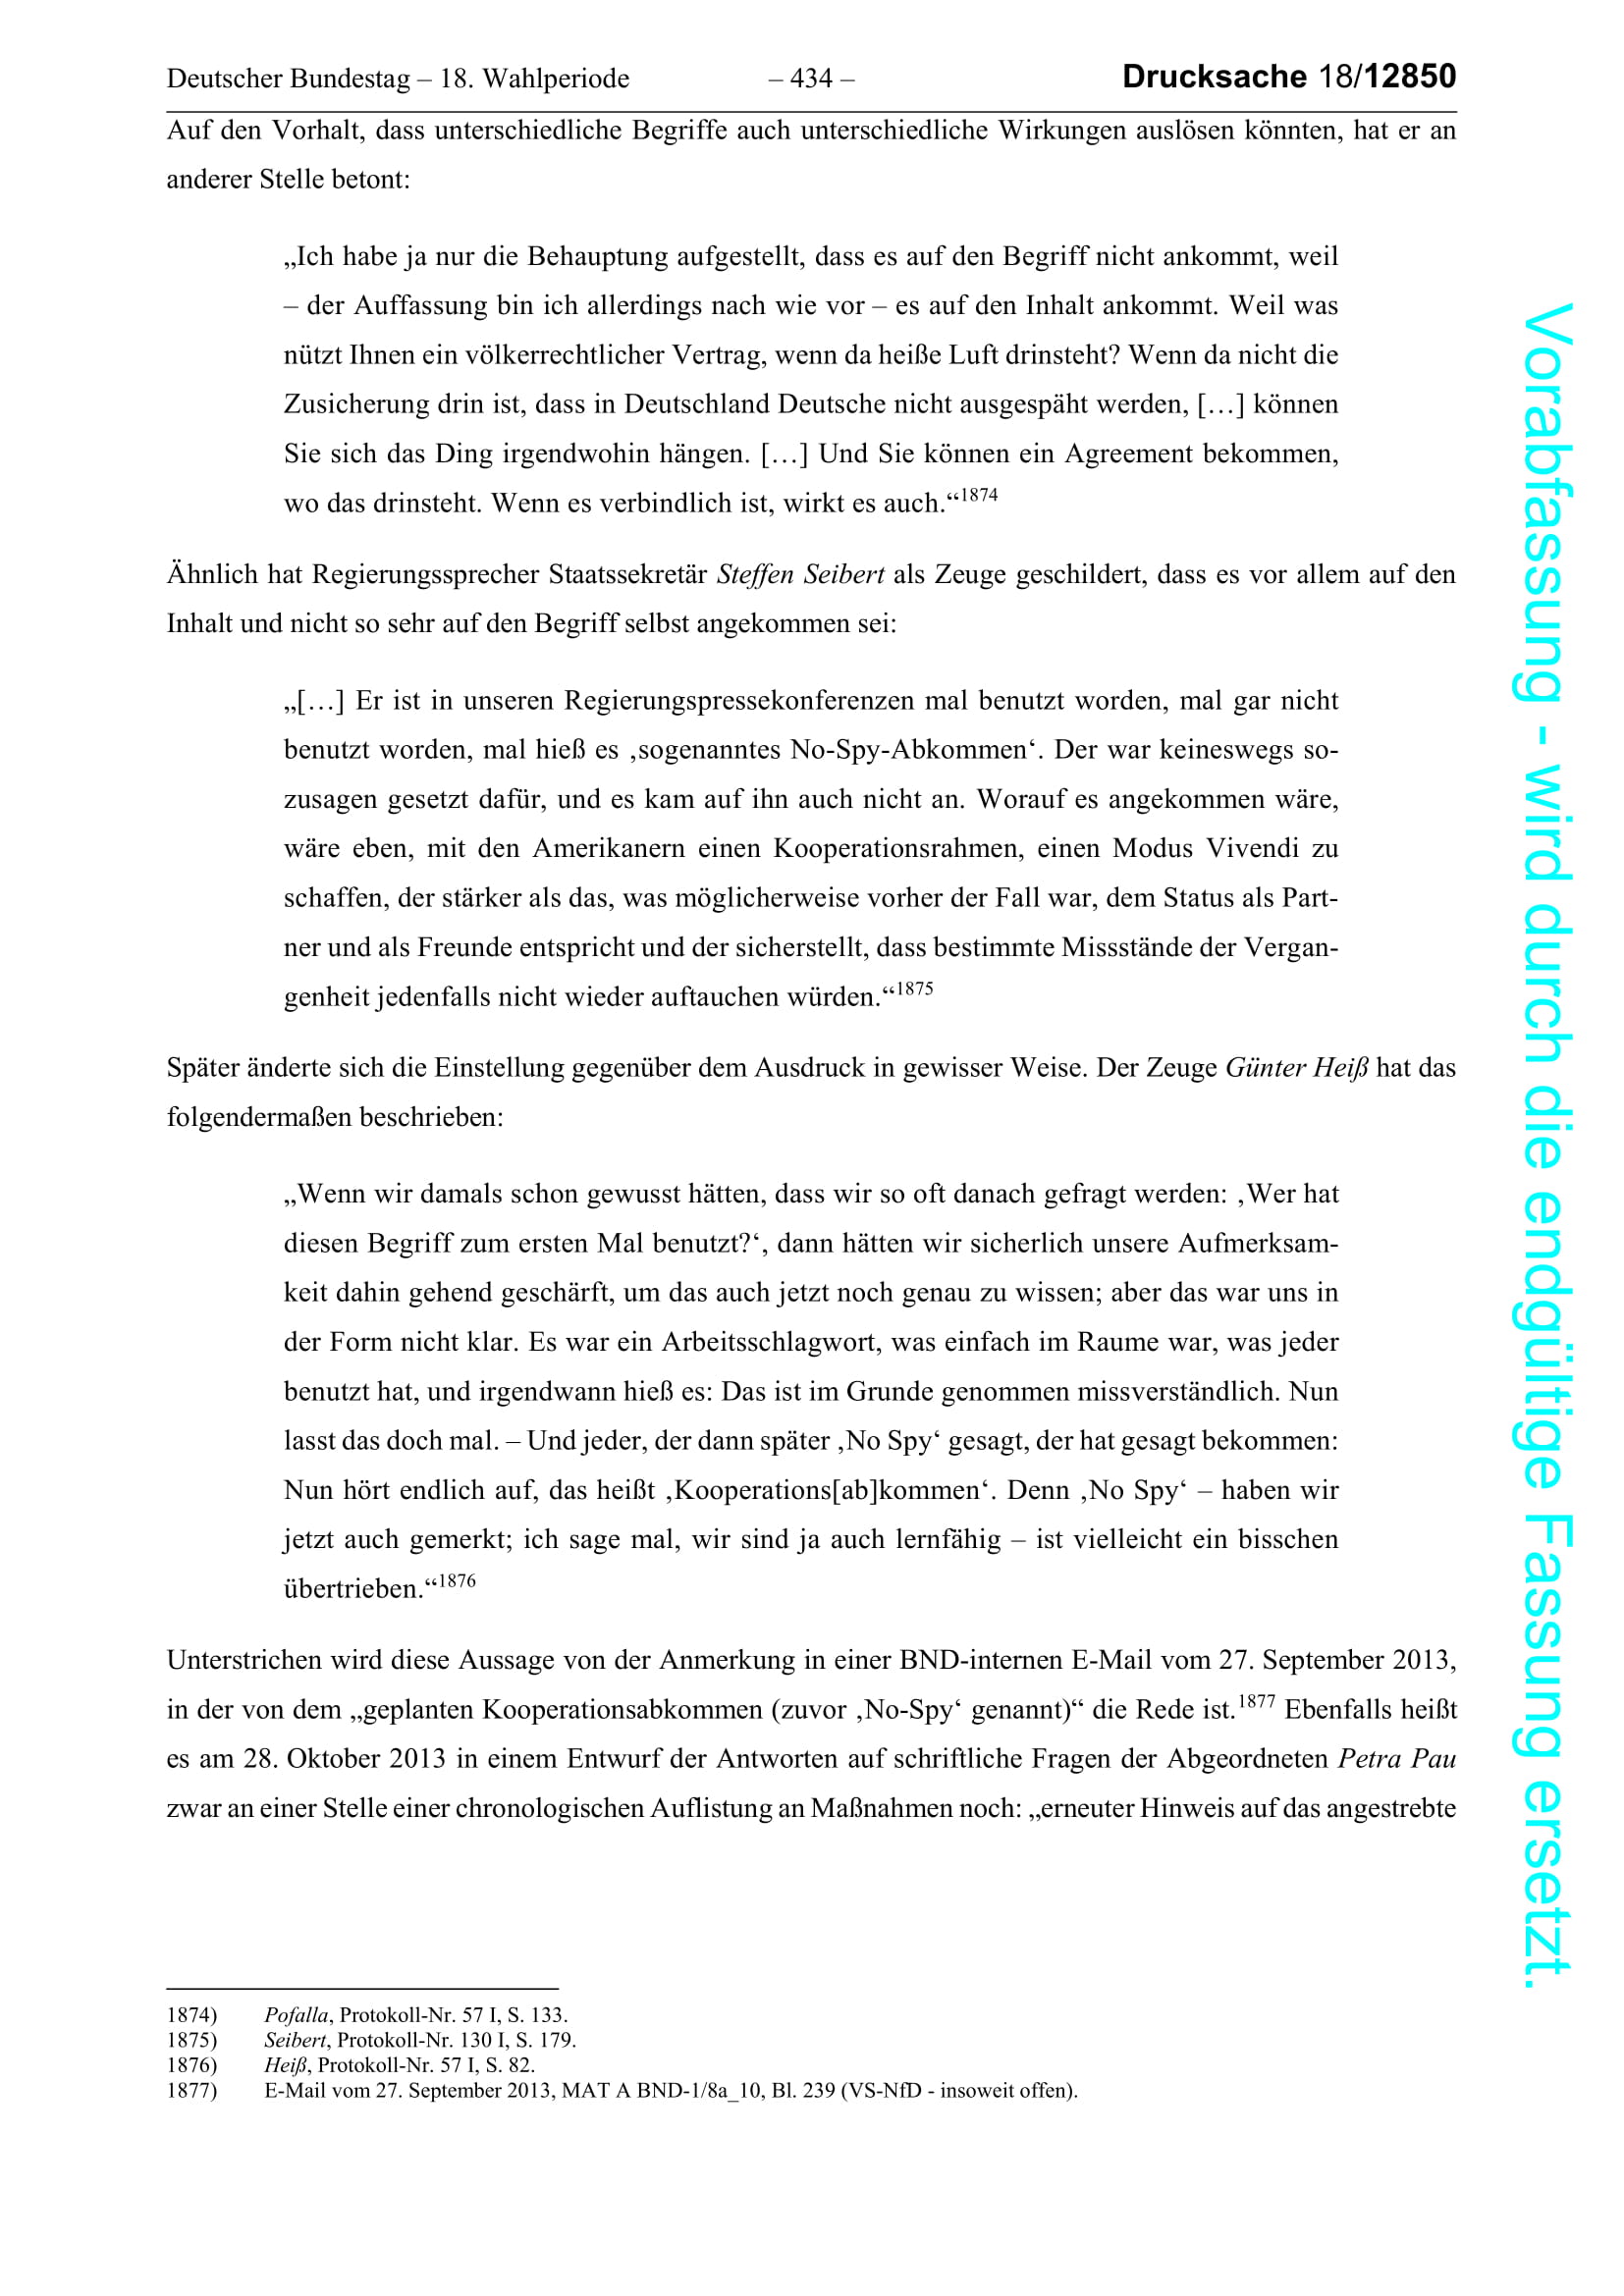 Deutscher Bundestag – 18. Wahlperiode – 434 – Drucksache 18/12850
Auf den Vorhalt, dass unterschiedliche Begriffe auch unterschiedliche Wirkungen auslösen könnten, hat er an
anderer Stelle betont:
„Ich habe ja nur die Behauptung aufgestellt, dass es auf den Begriff nicht ankommt, weil
– der Auffassung bin ich allerdings nach wie vor – es auf den Inhalt ankommt. Weil was
nützt Ihnen ein völkerrechtlicher Vertrag, wenn da heiße Luft drinsteht? Wenn da nicht die
Zusicherung drin ist, dass in Deutschland Deutsche nicht ausgespäht werden, […] können
Sie sich das Ding irgendwohin hängen. […] Und Sie können ein Agreement bekommen,
wo das drinsteht. Wenn es verbindlich ist, wirkt es auch.“1874
Ähnlich hat Regierungssprecher Staatssekretär Steffen Seibert als Zeuge geschildert, dass es vor allem auf den
Inhalt und nicht so sehr auf den Begriff selbst angekommen sei:
„[…] Er ist in unseren Regierungspressekonferenzen mal benutzt worden, mal gar nicht
benutzt worden, mal hieß es ‚sogenanntes No-Spy-Abkommen‘. Der war keineswegs so-
zusagen gesetzt dafür, und es kam auf ihn auch nicht an. Worauf es angekommen wäre,
wäre eben, mit den Amerikanern einen Kooperationsrahmen, einen Modus Vivendi zu
schaffen, der stärker als das, was möglicherweise vorher der Fall war, dem Status als Part-
ner und als Freunde entspricht und der sicherstellt, dass bestimmte Missstände der Vergan-
genheit jedenfalls nicht wieder auftauchen würden.“1875
Später änderte sich die Einstellung gegenüber dem Ausdruck in gewisser Weise. Der Zeuge Günter Heiß hat das
folgendermaßen beschrieben:
„Wenn wir damals schon gewusst hätten, dass wir so oft danach gefragt werden: ‚Wer hat
diesen Begriff zum ersten Mal benutzt?‘, dann hätten wir sicherlich unsere Aufmerksam-
keit dahin gehend geschärft, um das auch jetzt noch genau zu wissen; aber das war uns in
der Form nicht klar. Es war ein Arbeitsschlagwort, was einfach im Raume war, was jeder
benutzt hat, und irgendwann hieß es: Das ist im Grunde genommen missverständlich. Nun
lasst das doch mal. – Und jeder, der dann später ‚No Spy‘ gesagt, der hat gesagt bekommen:
Nun hört endlich auf, das heißt ‚Kooperations[ab]kommen‘. Denn ‚No Spy‘ – haben wir
jetzt auch gemerkt; ich sage mal, wir sind ja auch lernfähig – ist vielleicht ein bisschen
übertrieben.“1876
Unterstrichen wird diese Aussage von der Anmerkung in einer BND-internen E-Mail vom 27. September 2013,
in der von dem „geplanten Kooperationsabkommen (zuvor ‚No-Spy‘ genannt)“ die Rede ist.1877 Ebenfalls heißt
es am 28. Oktober 2013 in einem Entwurf der Antworten auf schriftliche Fragen der Abgeordneten Petra Pau
zwar an einer Stelle einer chronologischen Auflistung an Maßnahmen noch: „erneuter Hinweis auf das angestrebte
1874) Pofalla, Protokoll-Nr. 57 I, S. 133.
1875) Seibert, Protokoll-Nr. 130 I, S. 179.
1876) Heiß, Protokoll-Nr. 57 I, S. 82.
1877) E-Mail vom 27. September 2013, MAT A BND-1/8a_10, Bl. 239 (VS-NfD - insoweit offen).
Vorabfassung - wird durch die endgültige Fassung ersetzt.